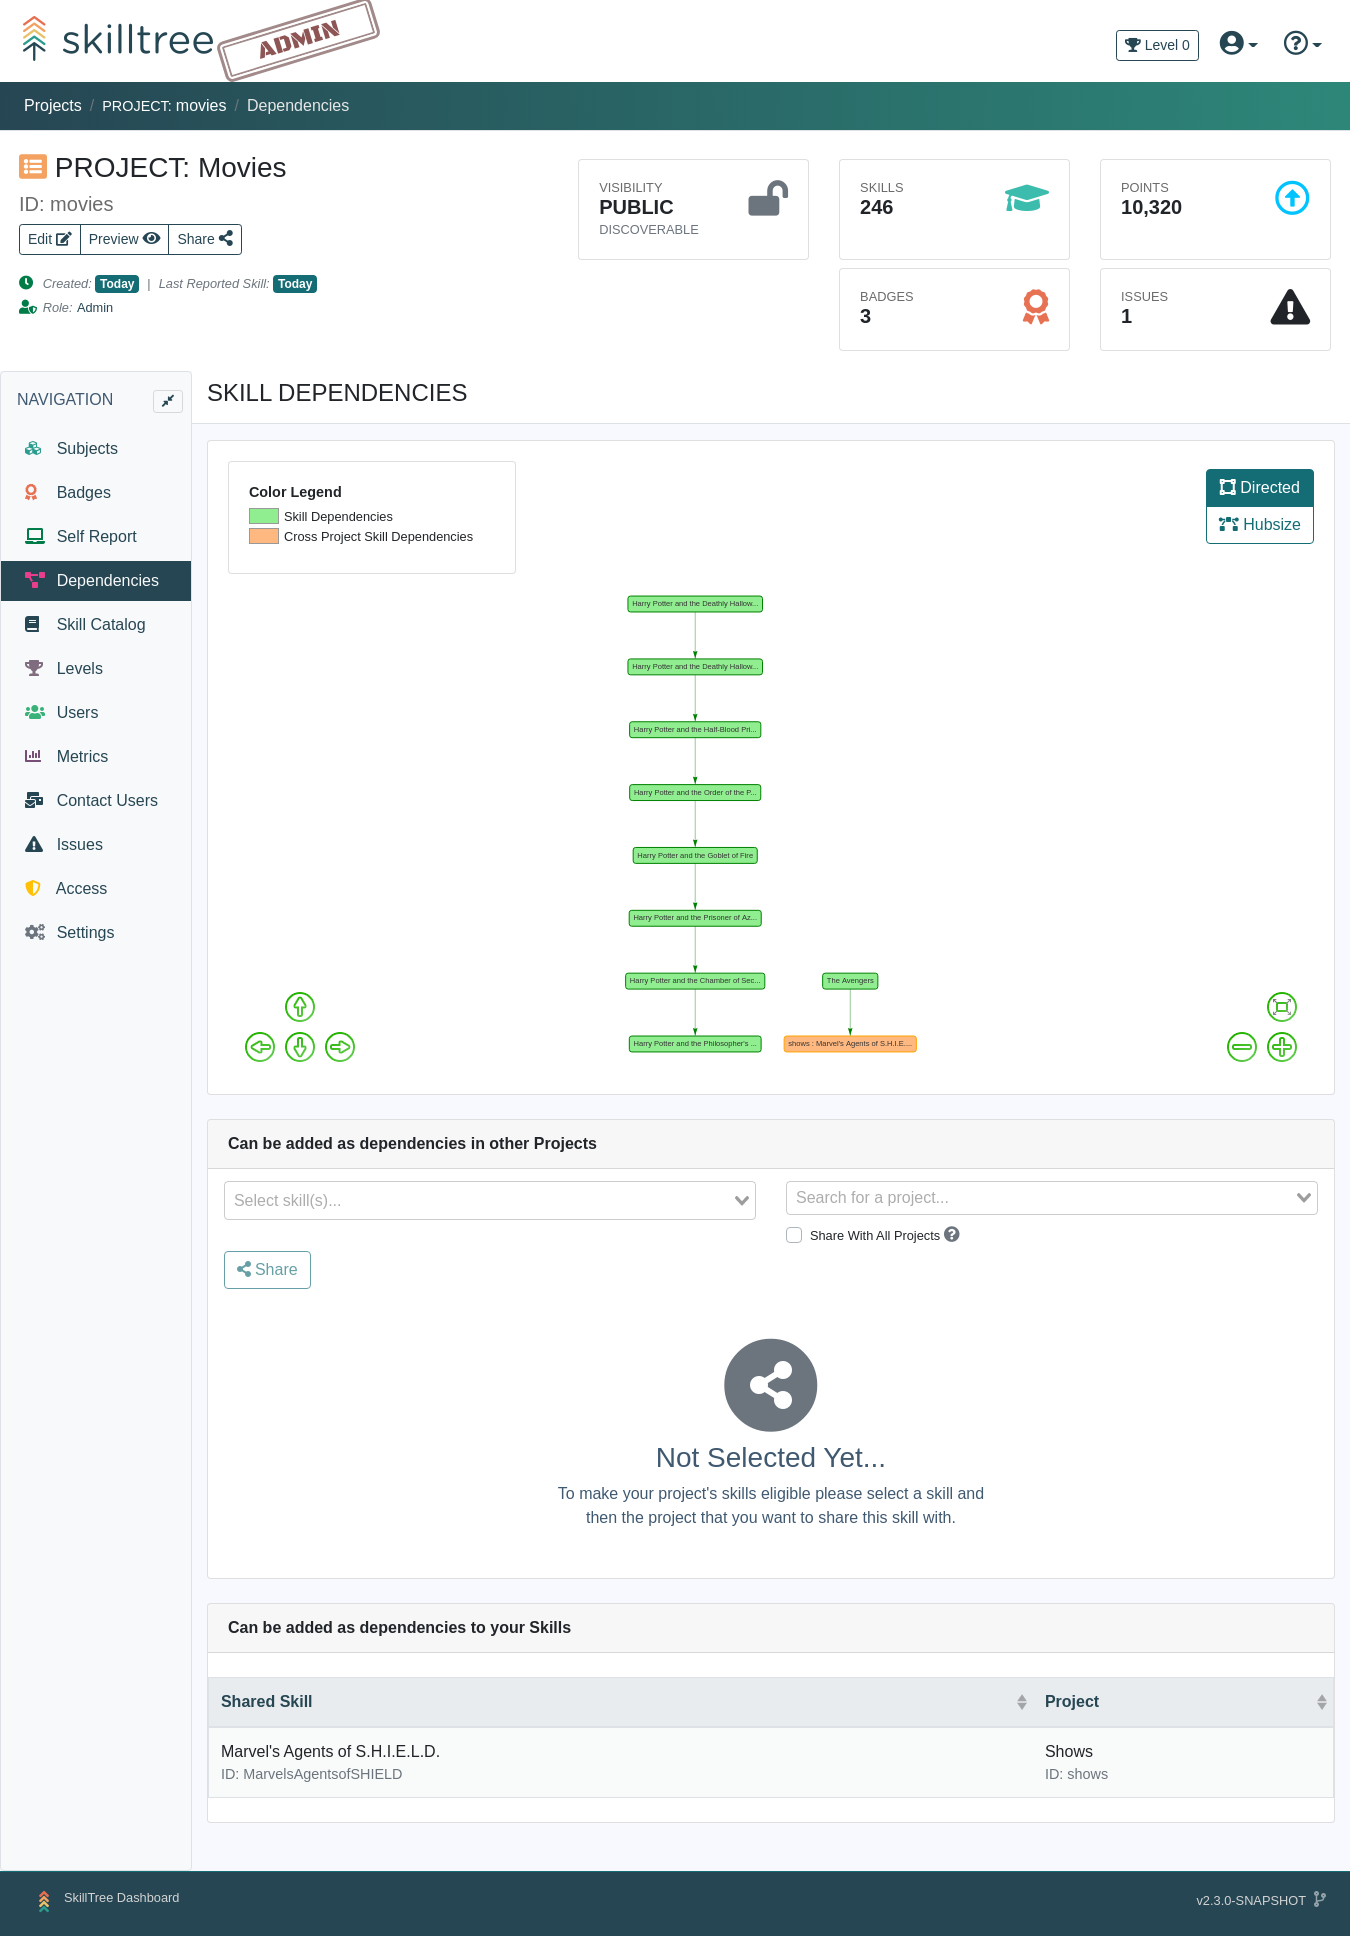 skilltree
ADMIN
Level 0
Projects / PROJECT: movies / Dependencies
PROJECT: Movies
ID: movies
Edit Preview Share
Created: Today | Last Reported Skill: Today
Role: Admin
VISIBILITY
PUBLIC
DISCOVERABLE
SKILLS
246
POINTS
10,320
BADGES
3
ISSUES
1
NAVIGATION
Subjects
Badges
Self Report
Dependencies
Skill Catalog
Levels
Users
Metrics
Contact Users
Issues
Access
Settings
SKILL DEPENDENCIES
Color Legend
Skill Dependencies
Cross Project Skill Dependencies
Directed
Hubsize
Harry Potter and the Deathly Hallow...
Harry Potter and the Deathly Hallow...
Harry Potter and the Half-Blood Pri...
Harry Potter and the Order of the P...
Harry Potter and the Goblet of Fire
Harry Potter and the Prisoner of Az...
Harry Potter and the Chamber of Sec...
The Avengers
Harry Potter and the Philosopher's ...
shows : Marvel's Agents of S.H.I.E....
Can be added as dependencies in other Projects
Select skill(s)...
Search for a project...
Share With All Projects
Share
Not Selected Yet...
To make your project's skills eligible please select a skill and
then the project that you want to share this skill with.
Can be added as dependencies to your Skills
Shared Skill Project
Marvel's Agents of S.H.I.E.L.D. Shows
ID: MarvelsAgentsofSHIELD ID: shows
SkillTree Dashboard
v2.3.0-SNAPSHOT